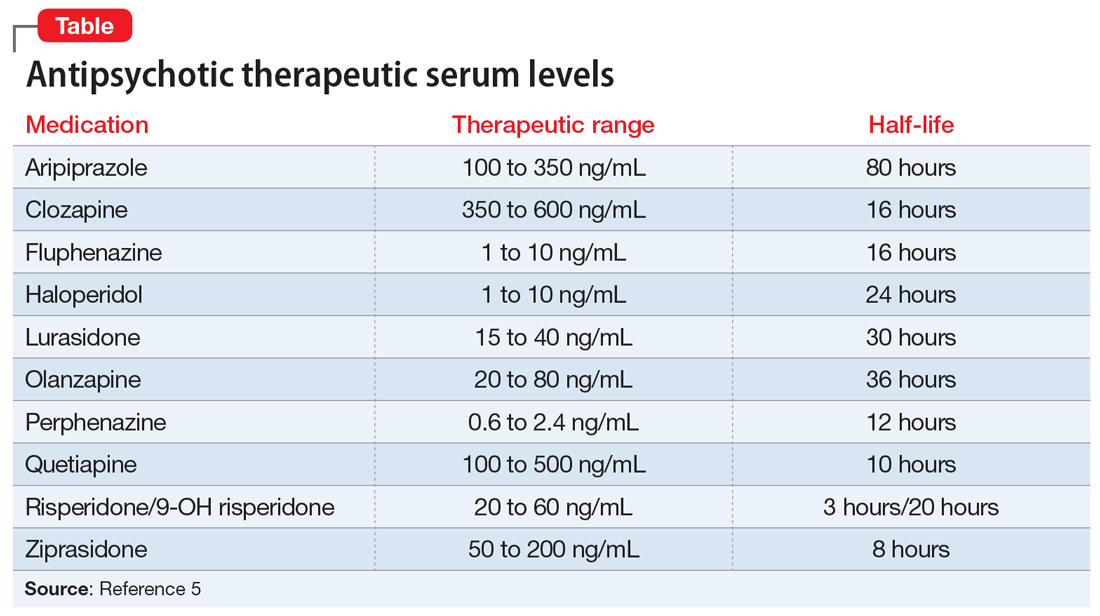 Table
Antipsychotic therapeutic serum levels
Medication Therapeutic range Half-life
Aripiprazole 100 to 350 ng/mL 80 hours
Clozapine 350 to 600 ng/mL 16 hours
Fluphenazine 1 to 10 ng/mL 16 hours
Haloperidol 1 to 10 ng/mL 24 hours
Lurasidone 15 to 40 ng/mL 30 hours
Olanzapine 20 to 80 ng/mL 36 hours
Perphenazine 0.6 to 2.4 ng/mL 12 hours
Quetiapine 100 to 500 ng/mL 10 hours
Risperidone/9-OH risperidone 20 to 60 ng/mL 3 hours/20 hours
Ziprasidone 50 to 200 ng/mL 8 hours
Source: Reference 5